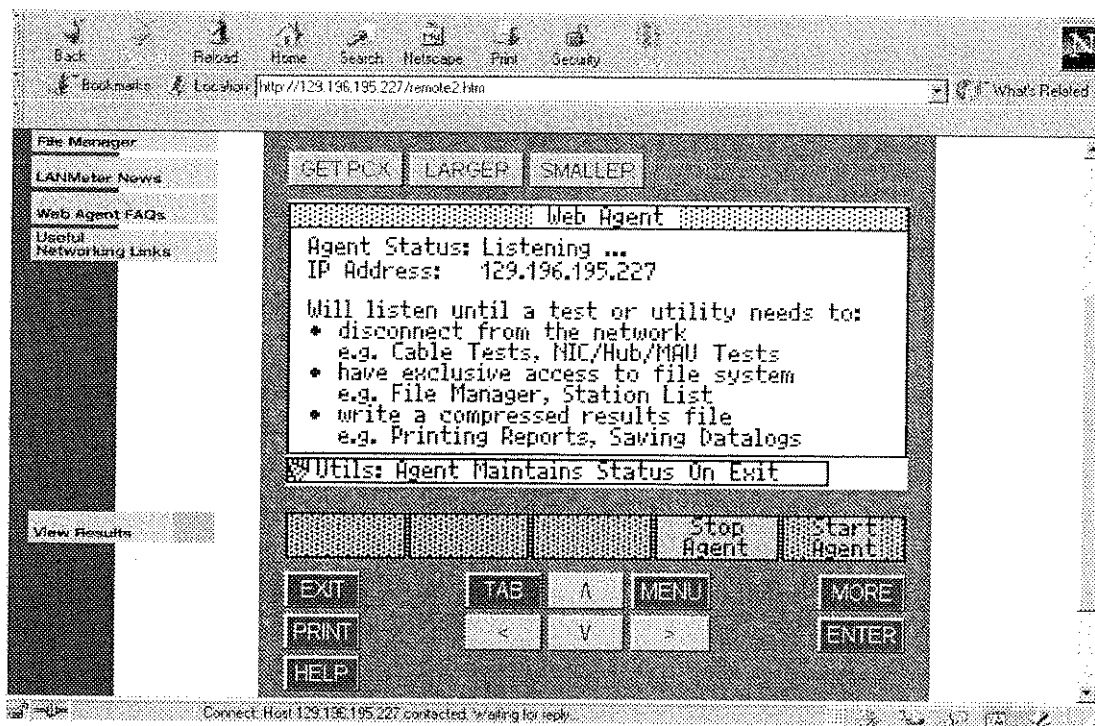 Back Reload Home Search Netscape Print Security
Bookmarks Location: http://129.196.195.227/remote2.htm What's Related
File Manager
LANMeter News
Web Agent FAQs
Useful
Networking Links
View Results
GET PCX LARGER SMALLER
Web Agent
Agent Status: Listening ...
IP Address: 129.196.195.227
Will listen until a test or utility needs to:
• disconnect from the network
e.g. Cable Tests, NIC/Hub/MAU Tests
• have exclusive access to file system
e.g. File Manager, Station List
• write a compressed results file
e.g. Printing Reports, Saving Datalogs
Utils: Agent Maintains Status On Exit
Stop Start
Agent Agent
EXIT TAB ∧ MENU MORE
PRINT < ∨ > ENTER
HELP
Connect: Host 129.196.195.227 contacted. Waiting for reply...